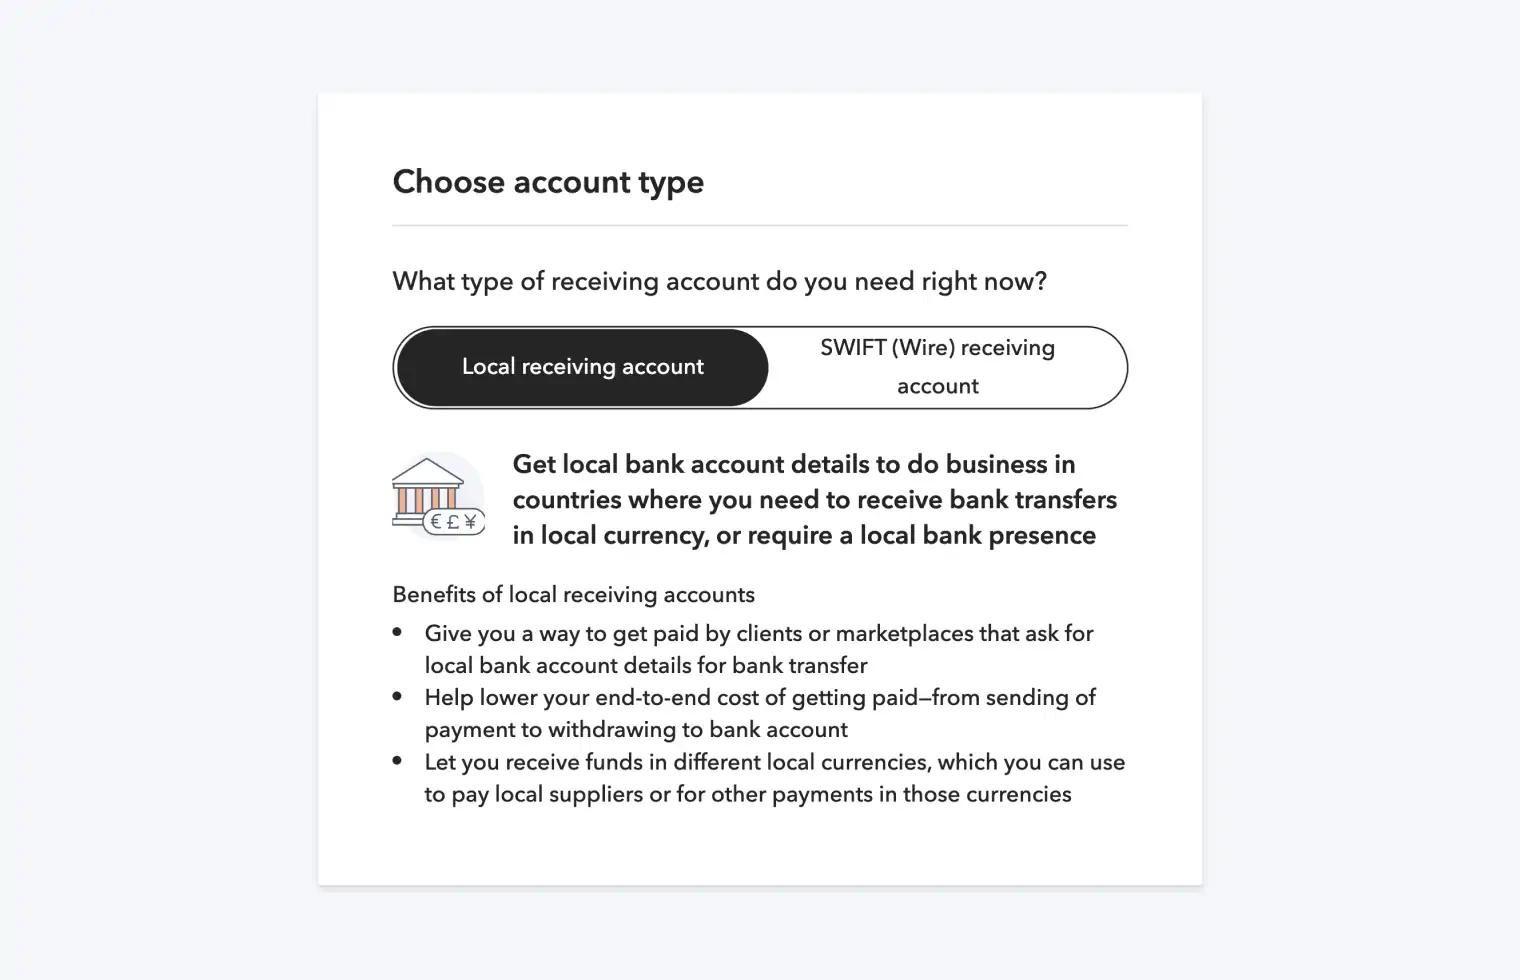 Choose account type
What type of receiving account do you need right now?
Local receiving account
SWIFT (Wire) receiving
account
€ £ ¥
Get local bank account details to do business in
countries where you need to receive bank transfers
in local currency, or require a local bank presence
Benefits of local receiving accounts
• Give you a way to get paid by clients or marketplaces that ask for
local bank account details for bank transfer
• Help lower your end-to-end cost of getting paid—from sending of
payment to withdrawing to bank account
• Let you receive funds in different local currencies, which you can use
to pay local suppliers or for other payments in those currencies